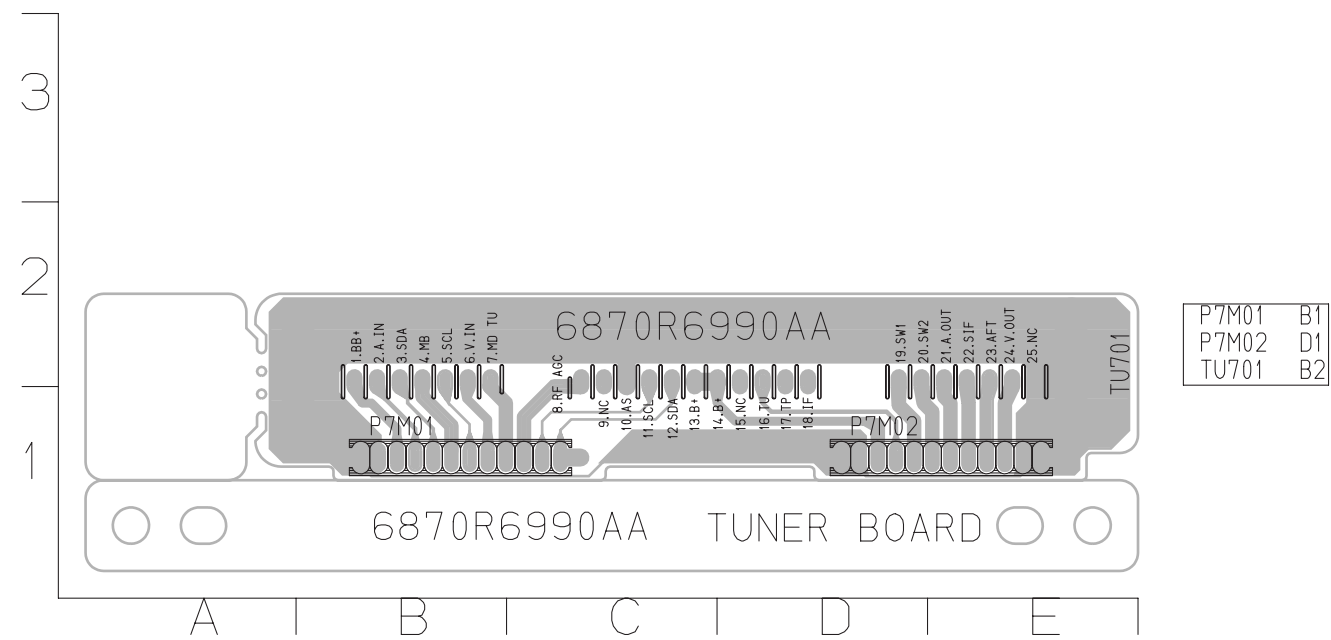 3
2
1
6870R6990AA
1.BB+
2.A.IN
3.SDA
4.MB
5.SCL
6.V.IN
7.MD TU
8.RF AGC
9.NC
10.AS
11.SCL
12.SDA
13.B+
14.B+
15.NC
16.TU
17.TP
18.IF
19.SW1
20.SW2
21.A.OUT
22.SIF
23.AFT
24.V.OUT
25.NC
TU701
P7M01
P7M02
6870R6990AA TUNER BOARD
A B C D E
P7M01 B1
P7M02 D1
TU701 B2